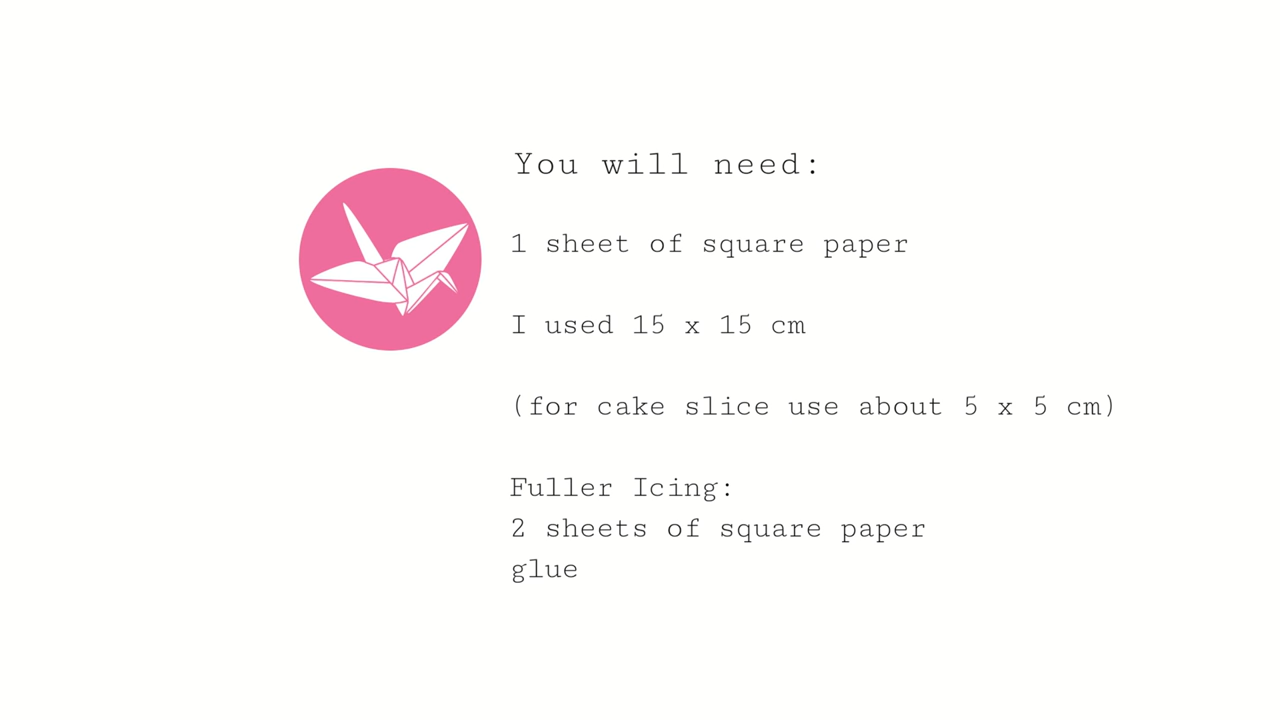 You will need:
1 sheet of square paper
I used 15 x 15 cm
(for cake slice use about 5 x 5 cm)
Fuller Icing:
2 sheets of square paper
glue